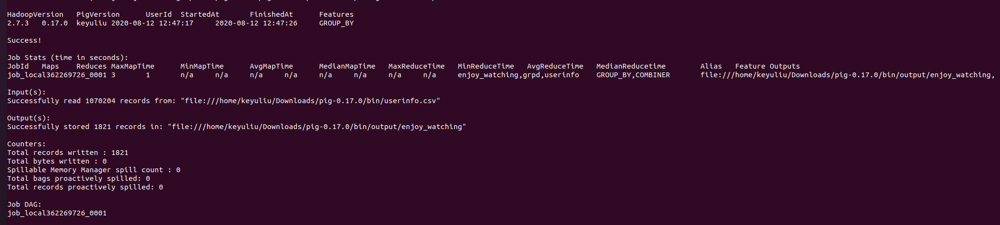 HadoopVersion PigVersion UserId StartedAt FinishedAt Features
2.7.3 0.17.0 keyuliu 2020-08-12 12:47:17 2020-08-12 12:47:26 GROUP_BY
Success!
Job Stats (time in seconds):
JobId Maps Reduces MaxMapTime MinMapTime AvgMapTime MedianMapTime MaxReduceTime MinReduceTime AvgReduceTime MedianReducetime Alias Feature Outputs
job_local362269726_0001 3 1 n/a n/a n/a n/a n/a n/a n/a n/a enjoy_watching,grpd,userinfo GROUP_BY,COMBINER file:///home/keyuliu/Downloads/pig-0.17.0/bin/output/enjoy_watching,
Input(s):
Successfully read 1070204 records from: "file:///home/keyuliu/Downloads/pig-0.17.0/bin/userinfo.csv"
Output(s):
Successfully stored 1821 records in: "file:///home/keyuliu/Downloads/pig-0.17.0/bin/output/enjoy_watching"
Counters:
Total records written : 1821
Total bytes written : 0
Spillable Memory Manager spill count : 0
Total bags proactively spilled: 0
Total records proactively spilled: 0
Job DAG:
job_local362269726_0001